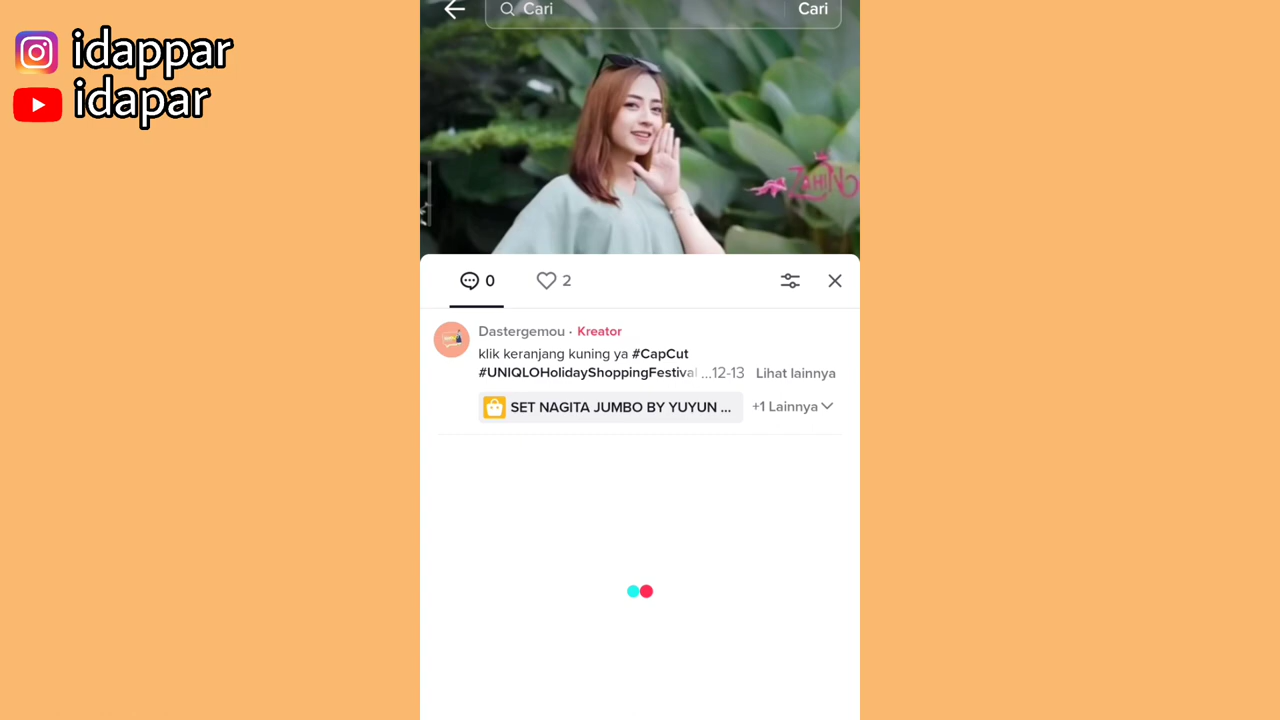 idappar
idapar
Cari Cari
ZAHiNO
0 2
Dastergemou · Kreator
klik keranjang kuning ya #CapCut
#UNIQLOHolidayShoppingFestival ...12-13 Lihat lainnya
SET NAGITA JUMBO BY YUYUN ... +1 Lainnya